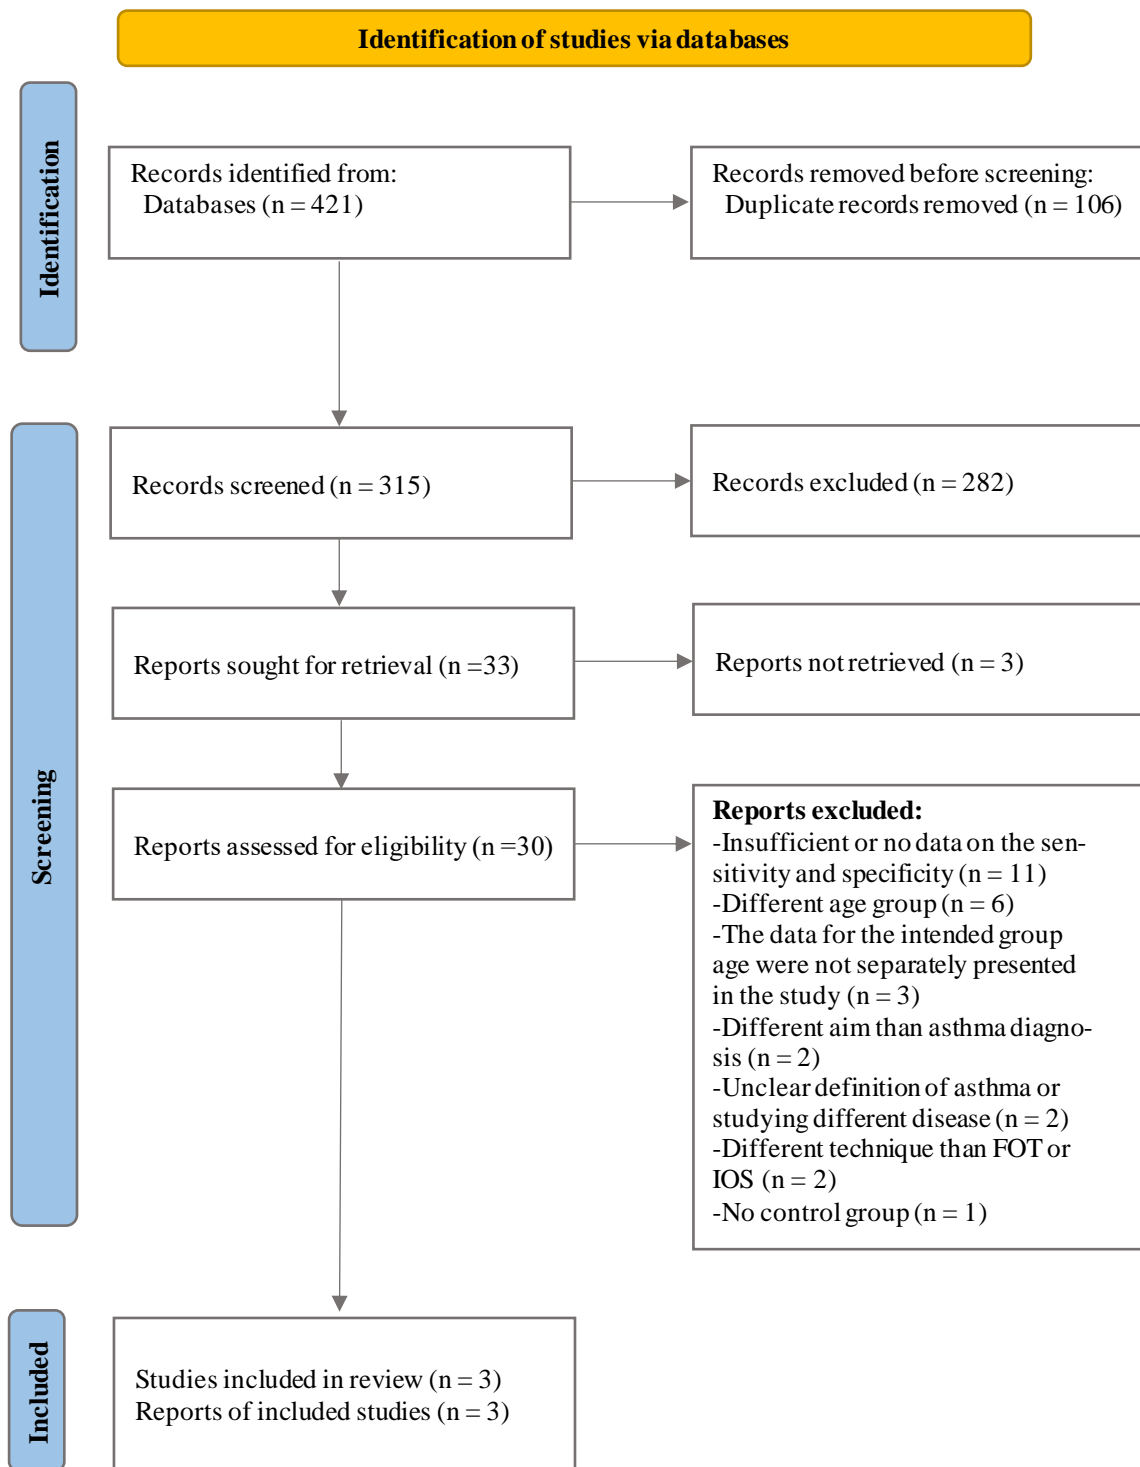 Identification of studies via databases
Identification
Records identified from:
Databases (n = 421)
Records removed before screening:
Duplicate records removed (n = 106)
Screening
Records screened (n = 315)
Records excluded (n = 282)
Reports sought for retrieval (n =33)
Reports not retrieved (n = 3)
Reports assessed for eligibility (n =30)
Reports excluded:
-Insufficient or no data on the sen-
sitivity and specificity (n = 11)
-Different age group (n = 6)
-The data for the intended group
age were not separately presented
in the study (n = 3)
-Different aim than asthma diagno-
sis (n = 2)
-Unclear definition of asthma or
studying different disease (n = 2)
-Different technique than FOT or
IOS (n = 2)
-No control group (n = 1)
Included
Studies included in review (n = 3)
Reports of included studies (n = 3)